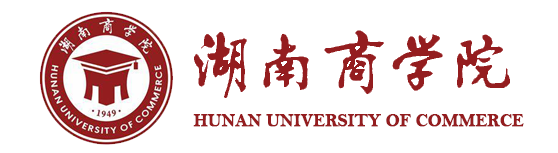 湖南商学院
HUNAN UNIVERSITY OF COMMERCE
·1949·
湖南商学院
HUNAN UNIVERSITY OF COMMERCE